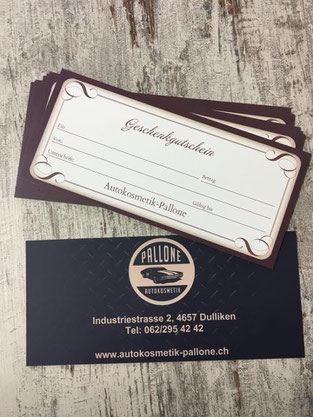 Geschenkgutschein
Für
Vom
Betrag
Unterschrift
Gültig bis
Autokosmetik-Pallone
PALLONE
AUTOKOSMETIK
Industriestrasse 2, 4657 Dulliken
Tel: 062/295 42 42
www.autokosmetik-pallone.ch